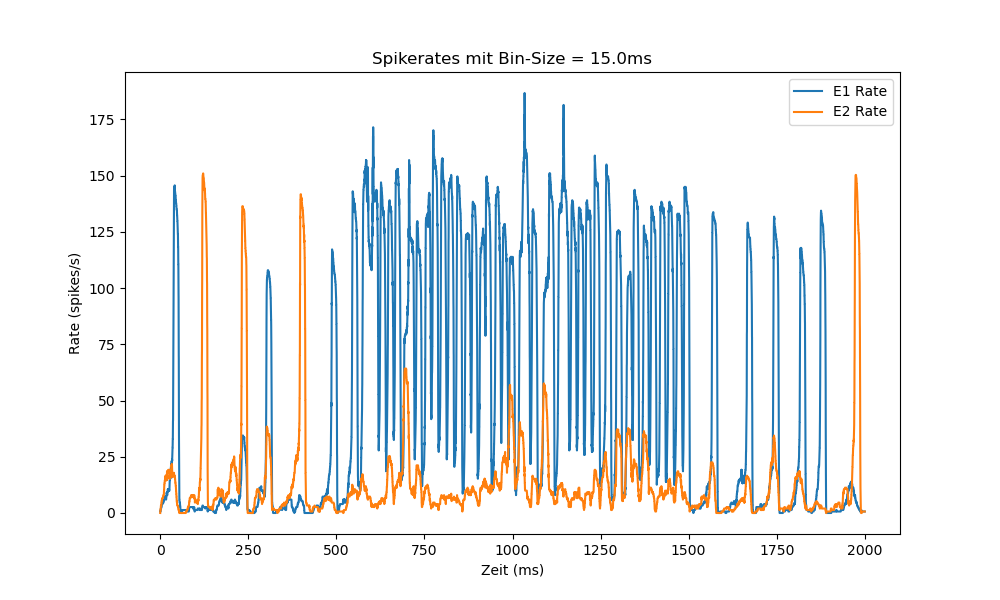 Spikerates mit Bin-Size = 15.0ms
E1 Rate
E2 Rate
Rate (spikes/s)
175
150
125
100
75
50
25
0
0 250 500 750 1000 1250 1500 1750 2000
Zeit (ms)